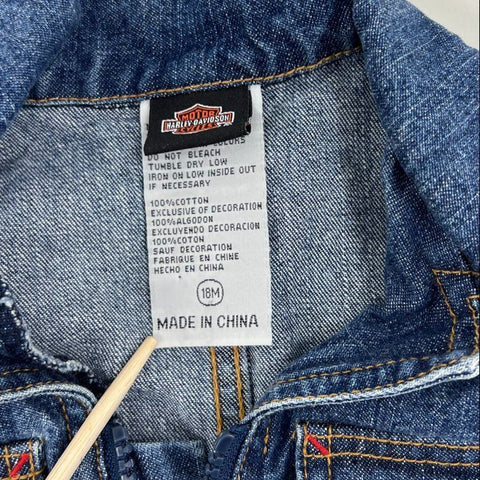 MOTOR
HARLEY-DAVIDSON
CYCLES
COLORS
DO NOT BLEACH
TUMBLE DRY LOW
IRON ON LOW INSIDE OUT
IF NECESSARY
100%COTTON
EXCLUSIVE OF DECORATION
100%ALGODON
EXCLUYENDO DECORACION
100%COTON
SAUF DECORATION
FABRIQUE EN CHINE
HECHO EN CHINA
18M
MADE IN CHINA